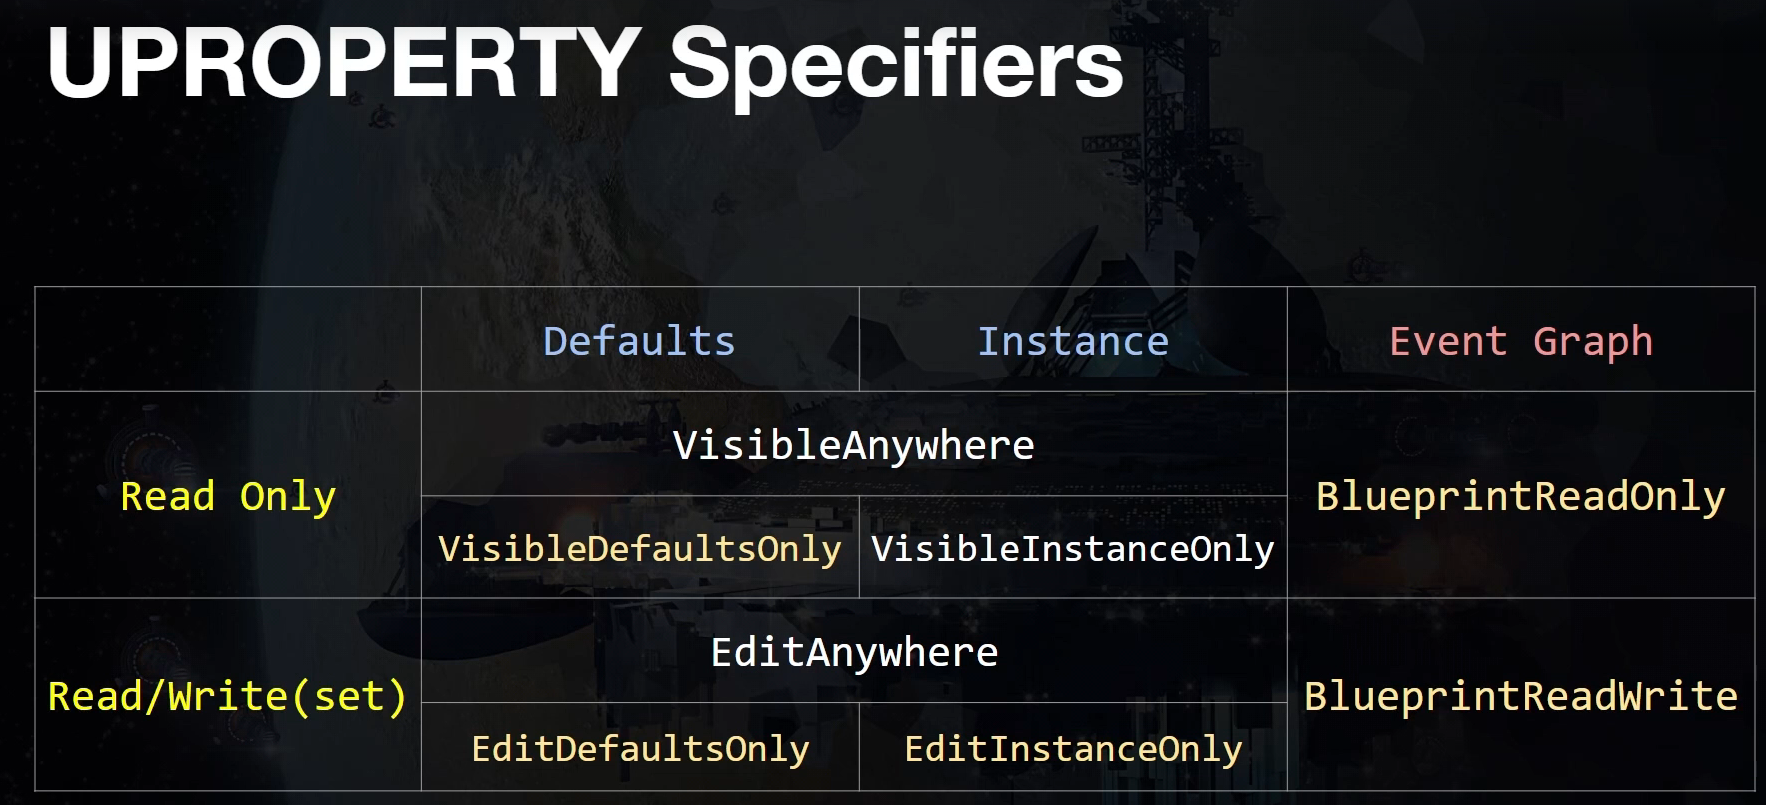 UPROPERTY Specifiers
Defaults
Instance
Event Graph
Read Only
VisibleAnywhere
BlueprintReadOnly
VisibleDefaultsOnly
VisibleInstanceOnly
Read/Write(set)
EditAnywhere
BlueprintReadWrite
EditDefaultsOnly
EditInstanceOnly